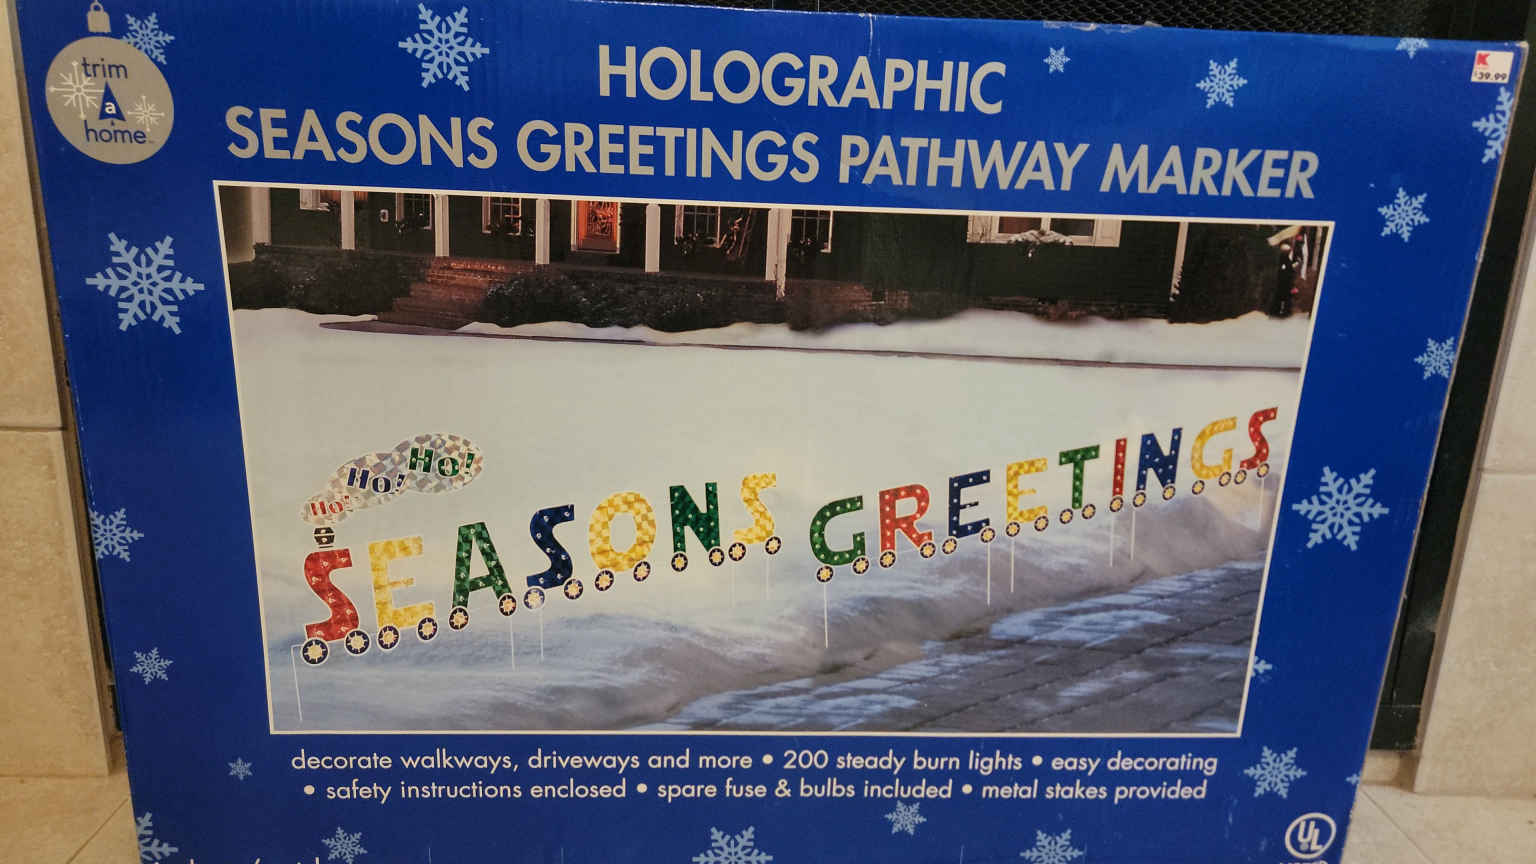 trim
a
home
HOLOGRAPHIC
SEASONS GREETINGS PATHWAY MARKER
K
39.99
Ho!
Ho!
Ho!
SEASONS GREETINGS
decorate walkways, driveways and more • 200 steady burn lights • easy decorating
• safety instructions enclosed • spare fuse & bulbs included • metal stakes provided
UL